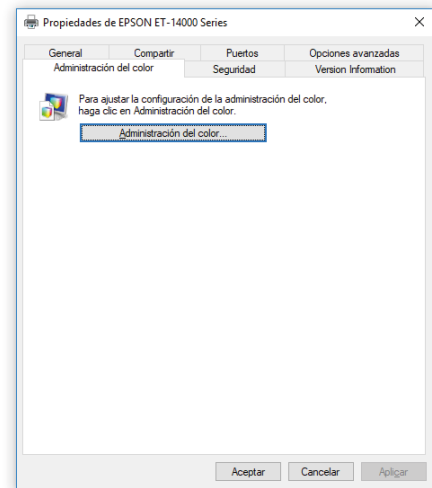 Propiedades de EPSON ET-14000 Series
General Compartir Puertos Opciones avanzadas
Administración del color Seguridad Version Information
Para ajustar la configuración de la administración del color,
haga clic en Administración del color.
Administración del color...
Aceptar Cancelar Aplicar